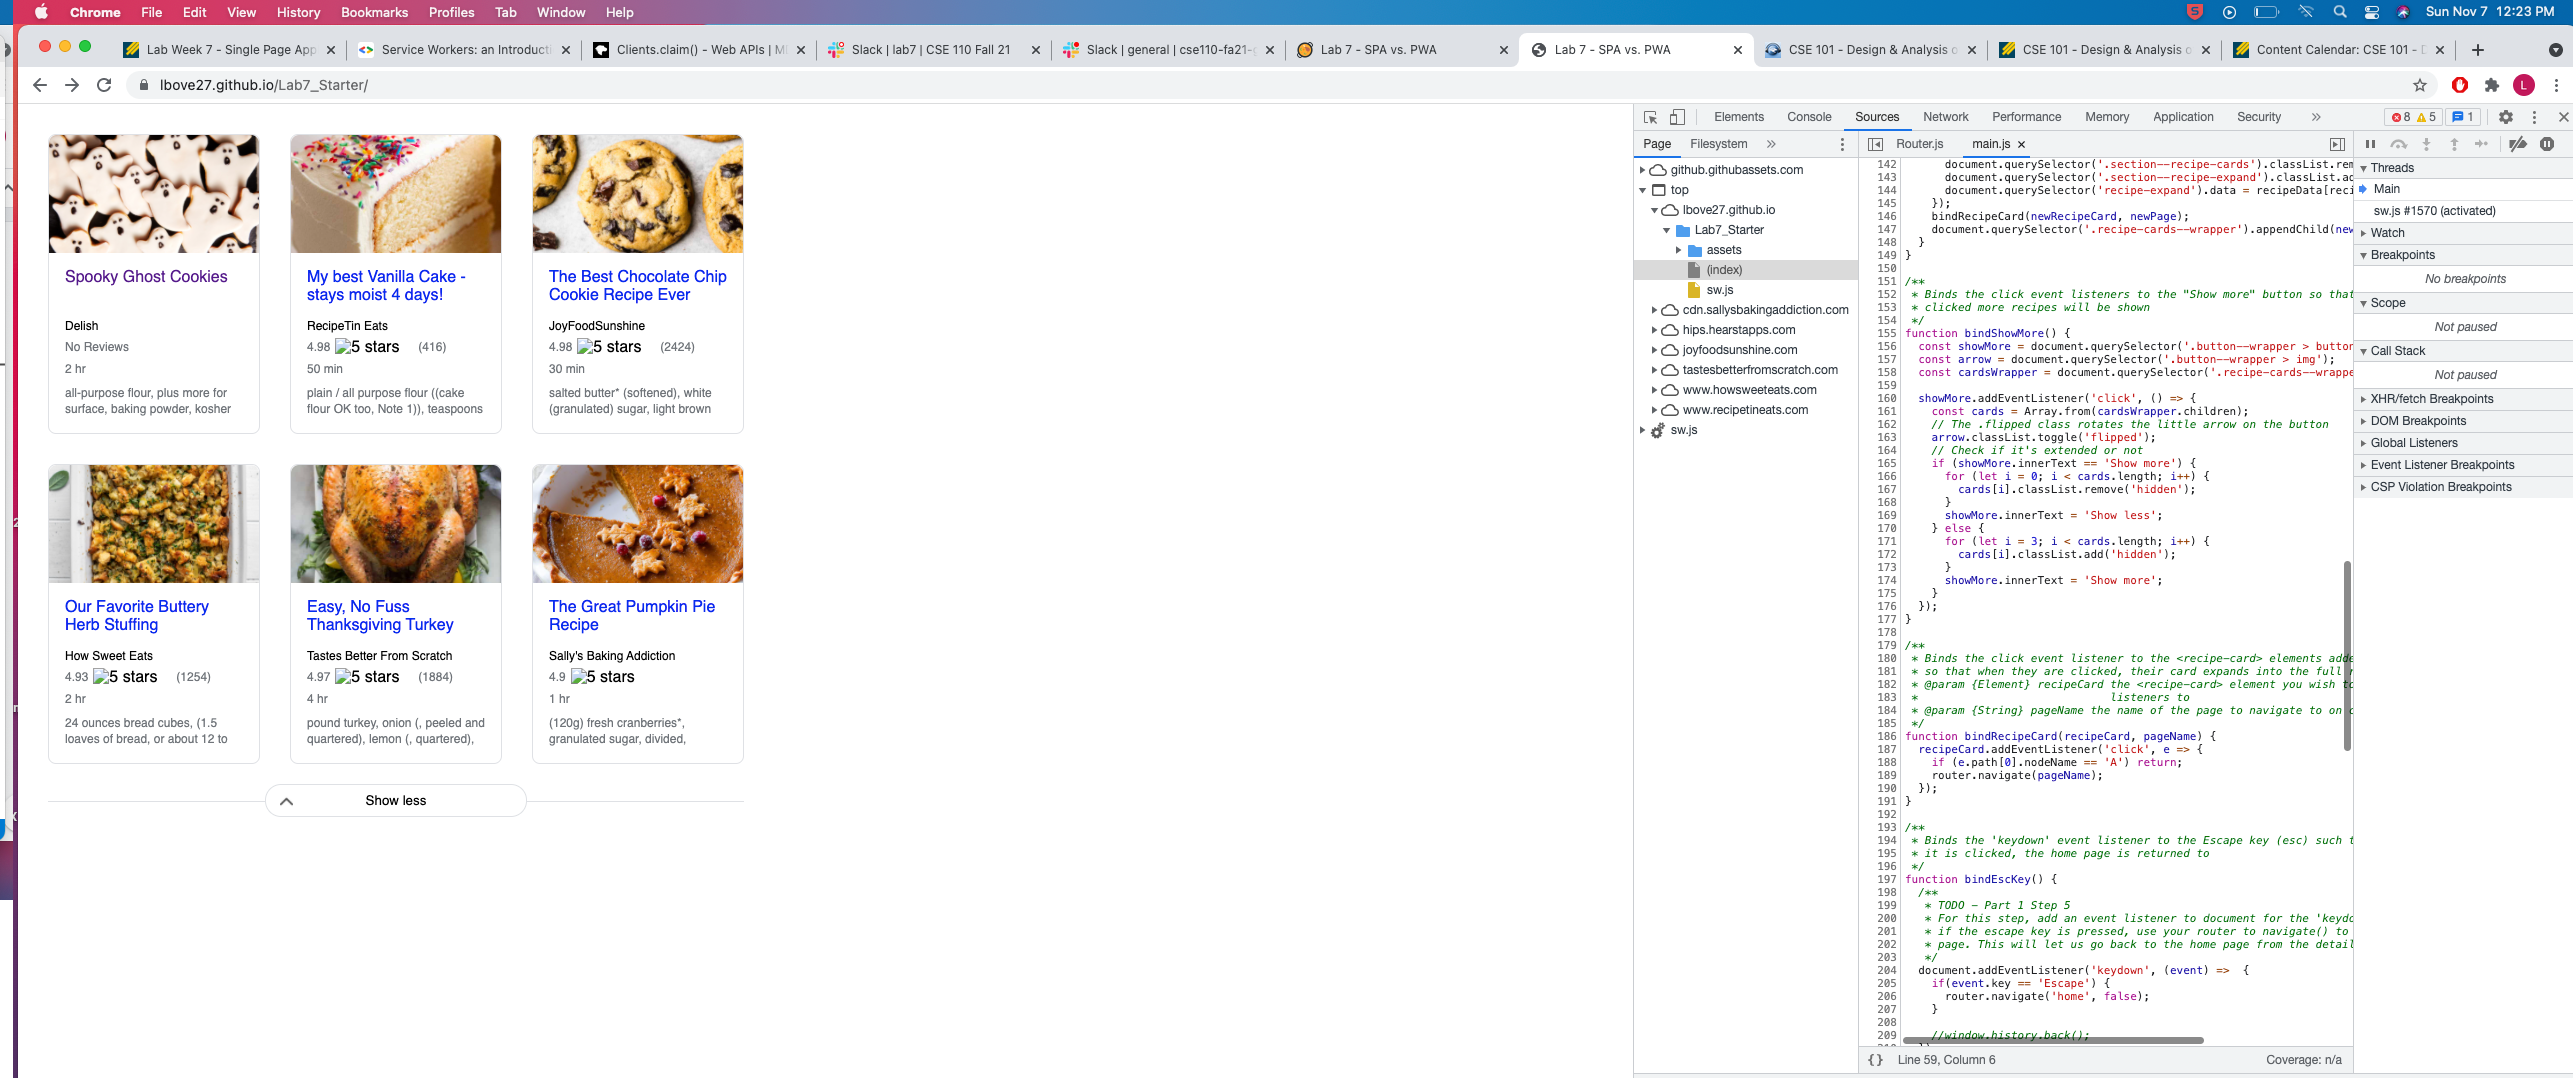 Chrome File Edit View History Bookmarks Profiles Tab Window Help
Sun Nov 7 12:23 PM
Lab Week 7 - Single Page App
Service Workers: an Introducti
Clients.claim() - Web APIs | M
Slack | lab7 | CSE 110 Fall 21
Slack | general | cse110-fa21-g
Lab 7 - SPA vs. PWA
Lab 7 - SPA vs. PWA
CSE 101 - Design & Analysis o
CSE 101 - Design & Analysis o
Content Calendar: CSE 101 - D
lbove27.github.io/Lab7_Starter/
L
Spooky Ghost Cookies
Delish
No Reviews
2 hr
all-purpose flour, plus more for
surface, baking powder, kosher
My best Vanilla Cake -
stays moist 4 days!
RecipeTin Eats
4.98 5 stars (416)
50 min
plain / all purpose flour ((cake
flour OK too, Note 1)), teaspoons
The Best Chocolate Chip
Cookie Recipe Ever
JoyFoodSunshine
4.98 5 stars (2424)
30 min
salted butter* (softened), white
(granulated) sugar, light brown
Our Favorite Buttery
Herb Stuffing
How Sweet Eats
4.93 5 stars (1254)
2 hr
24 ounces bread cubes, (1.5
loaves of bread, or about 12 to
Easy, No Fuss
Thanksgiving Turkey
Tastes Better From Scratch
4.97 5 stars (1884)
4 hr
pound turkey, onion (, peeled and
quartered), lemon (, quartered),
The Great Pumpkin Pie
Recipe
Sally's Baking Addiction
4.9 5 stars
1 hr
(120g) fresh cranberries*,
granulated sugar, divided,
Show less
Elements Console Sources Network Performance Memory Application Security » 8 5 1
Page Filesystem »
github.githubassets.com
top
lbove27.github.io
Lab7_Starter
assets
(index)
sw.js
cdn.sallysbakingaddiction.com
hips.hearstapps.com
joyfoodsunshine.com
tastesbetterfromscratch.com
www.howsweeteats.com
www.recipetineats.com
sw.js
Router.js main.js ×
142 document.querySelector('.section--recipe-cards').classList.rem
143 document.querySelector('.section--recipe-expand').classList.ad
144 document.querySelector('recipe-expand').data = recipeData[reci
145 });
146 bindRecipeCard(newRecipeCard, newPage);
147 document.querySelector('.recipe-cards--wrapper').appendChild(new
148 }
149 }
150
151 /**
152 * Binds the click event listeners to the "Show more" button so that
153 * clicked more recipes will be shown
154 */
155 function bindShowMore() {
156 const showMore = document.querySelector('.button--wrapper > button
157 const arrow = document.querySelector('.button--wrapper > img');
158 const cardsWrapper = document.querySelector('.recipe-cards--wrappe
159
160 showMore.addEventListener('click', () => {
161 const cards = Array.from(cardsWrapper.children);
162 // The .flipped class rotates the little arrow on the button
163 arrow.classList.toggle('flipped');
164 // Check if it's extended or not
165 if (showMore.innerText == 'Show more') {
166 for (let i = 0; i < cards.length; i++) {
167 cards[i].classList.remove('hidden');
168 }
169 showMore.innerText = 'Show less';
170 } else {
171 for (let i = 3; i < cards.length; i++) {
172 cards[i].classList.add('hidden');
173 }
174 showMore.innerText = 'Show more';
175 }
176 });
177 }
178
179 /**
180 * Binds the click event listener to the <recipe-card> elements adde
181 * so that when they are clicked, their card expands into the full r
182 * @param {Element} recipeCard the <recipe-card> element you wish to
183 * listeners to
184 * @param {String} pageName the name of the page to navigate to on c
185 */
186 function bindRecipeCard(recipeCard, pageName) {
187 recipeCard.addEventListener('click', e => {
188 if (e.path[0].nodeName == 'A') return;
189 router.navigate(pageName);
190 });
191 }
192
193 /**
194 * Binds the 'keydown' event listener to the Escape key (esc) such t
195 * it is clicked, the home page is returned to
196 */
197 function bindEscKey() {
198 /**
199 * TODO - Part 1 Step 5
200 * For this step, add an event listener to document for the 'keydo
201 * if the escape key is pressed, use your router to navigate() to
202 * page. This will let us go back to the home page from the detail
203 */
204 document.addEventListener('keydown', (event) => {
205 if(event.key == 'Escape') {
206 router.navigate('home', false);
207 }
208
209 //window.history.back();
{} Line 59, Column 6 Coverage: n/a
Threads
Main
sw.js #1570 (activated)
Watch
Breakpoints
No breakpoints
Scope
Not paused
Call Stack
Not paused
XHR/fetch Breakpoints
DOM Breakpoints
Global Listeners
Event Listener Breakpoints
CSP Violation Breakpoints